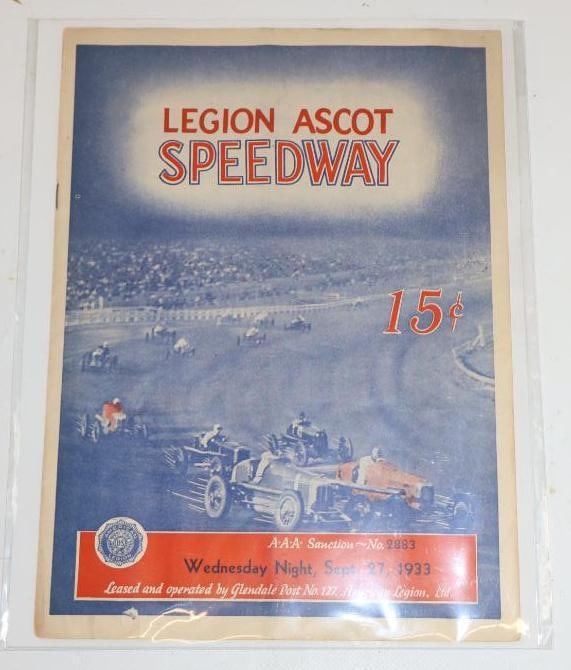 LEGION ASCOT
SPEEDWAY
15¢
A·A·A Sanction~No. 2883
Wednesday Night, Sept. 27, 1933
Leased and operated by Glendale Post No. 127, American Legion, Ltd.